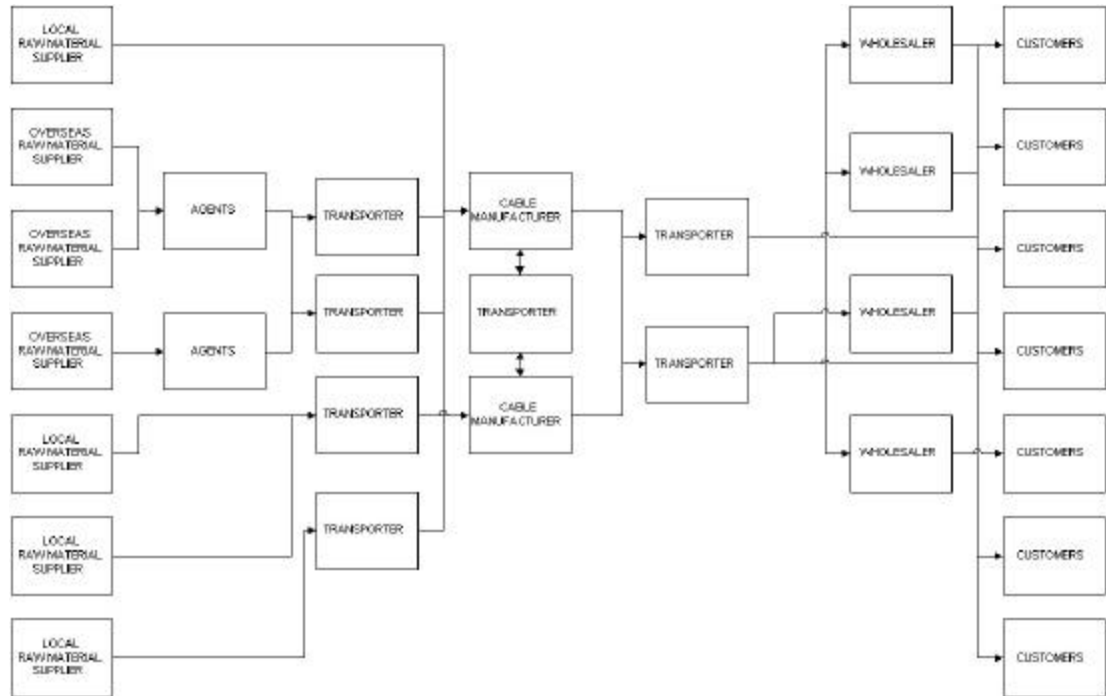 LOCAL
RAW MATERIAL
SUPPLIER
OVERSEAS
RAW MATERIAL
SUPPLIER
OVERSEAS
RAW MATERIAL
SUPPLIER
OVERSEAS
RAW MATERIAL
SUPPLIER
LOCAL
RAW MATERIAL
SUPPLIER
LOCAL
RAW MATERIAL
SUPPLIER
LOCAL
RAW MATERIAL
SUPPLIER
AGENTS
AGENTS
TRANSPORTER
TRANSPORTER
TRANSPORTER
TRANSPORTER
CABLE
MANUFACTURER
TRANSPORTER
CABLE
MANUFACTURER
TRANSPORTER
TRANSPORTER
WHOLESALER
WHOLESALER
WHOLESALER
WHOLESALER
CUSTOMERS
CUSTOMERS
CUSTOMERS
CUSTOMERS
CUSTOMERS
CUSTOMERS
CUSTOMERS